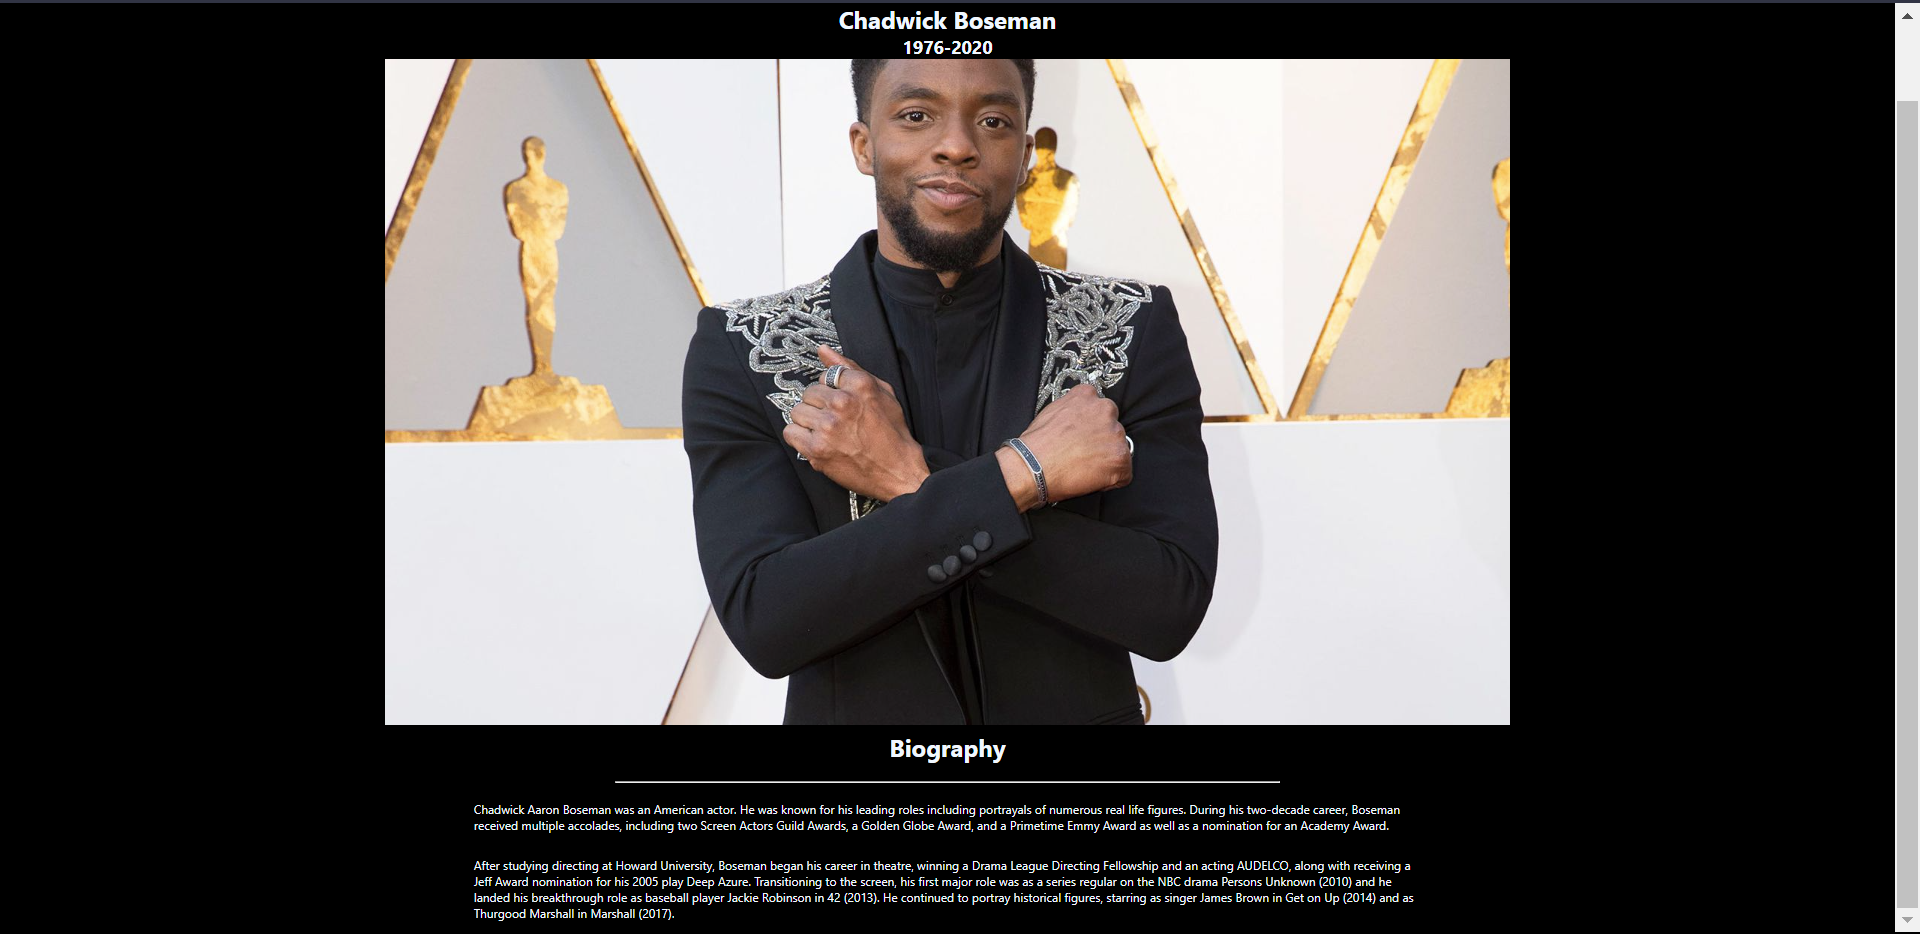 Chadwick Boseman
1976-2020
Biography
Chadwick Aaron Boseman was an American actor. He was known for his leading roles including portrayals of numerous real life figures. During his two-decade career, Boseman
received multiple accolades, including two Screen Actors Guild Awards, a Golden Globe Award, and a Primetime Emmy Award as well as a nomination for an Academy Award.
After studying directing at Howard University, Boseman began his career in theatre, winning a Drama League Directing Fellowship and an acting AUDELCO, along with receiving a
Jeff Award nomination for his 2005 play Deep Azure. Transitioning to the screen, his first major role was as a series regular on the NBC drama Persons Unknown (2010) and he
landed his breakthrough role as baseball player Jackie Robinson in 42 (2013). He continued to portray historical figures, starring as singer James Brown in Get on Up (2014) and as
Thurgood Marshall in Marshall (2017).